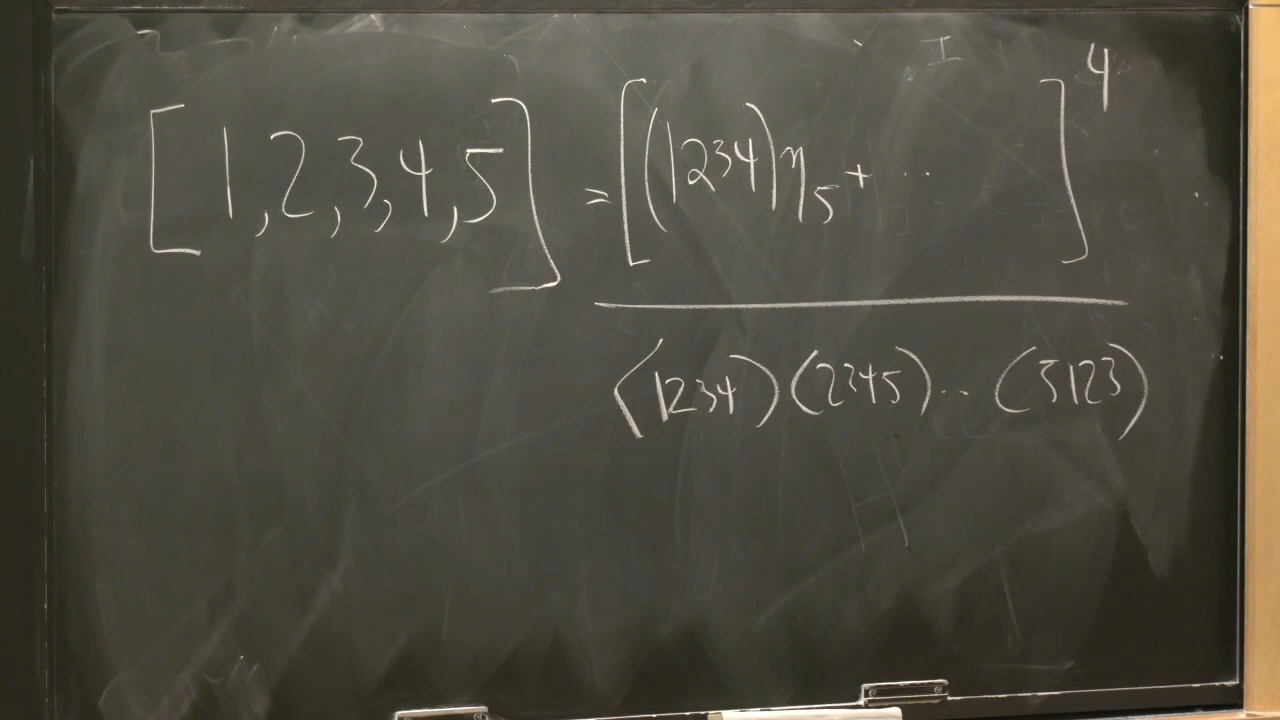 [1,2,3,4,5] = [(1234)η₅ + ...]⁴
(1234)(2345)...(5123)